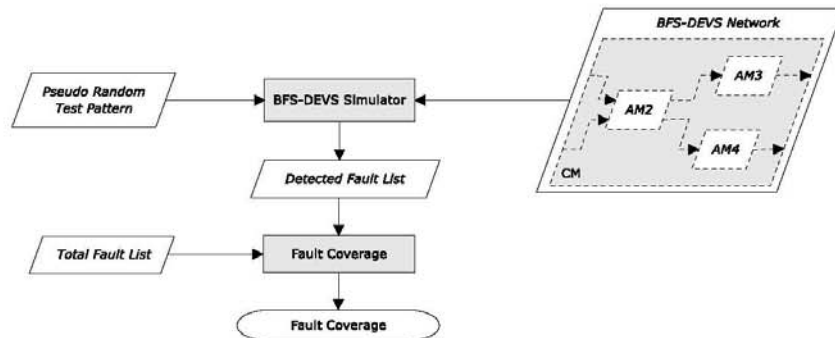 BFS-DEVS Network
AM3
Pseudo Random
Test Pattern
BFS-DEVS Simulator
AM2
AM4
CM
Detected Fault List
Total Fault List
Fault Coverage
Fault Coverage